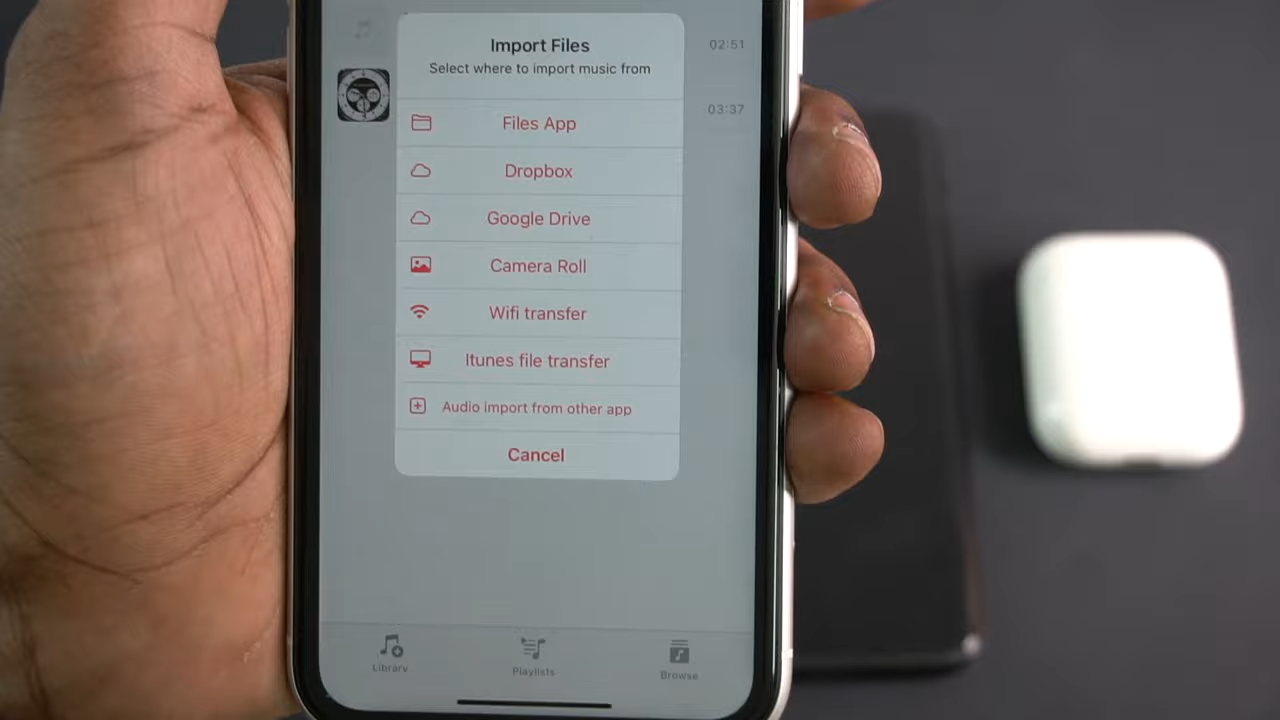 Import Files
Select where to import music from
02:51
03:37
Files App
Dropbox
Google Drive
Camera Roll
Wifi transfer
Itunes file transfer
Audio import from other app
Cancel
Library
Playlists
Browse